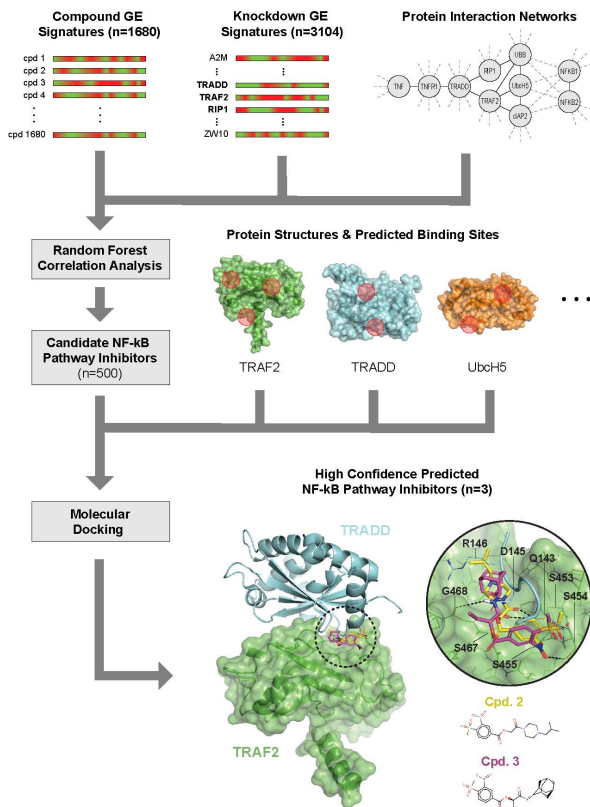 Compound GE
Signatures (n=1680)
cpd 1
cpd 2
cpd 3
cpd 4
cpd 1680
Knockdown GE
Signatures (n=3104)
A2M
TRADD
TRAF2
RIP1
ZW10
Protein Interaction Networks
TNF
TNFR1
TRADD
RIP1
TRAF2
UBB
UbcH5
cIAP2
NFKB1
NFKB2
Random Forest
Correlation Analysis
Candidate NF-kB
Pathway Inhibitors
(n=500)
Protein Structures & Predicted Binding Sites
TRAF2
TRADD
UbcH5
Molecular
Docking
High Confidence Predicted
NF-kB Pathway Inhibitors (n=3)
TRADD
TRAF2
R146
D145
Q143
S453
S454
G468
S467
S455
Cpd. 2
Cpd. 3